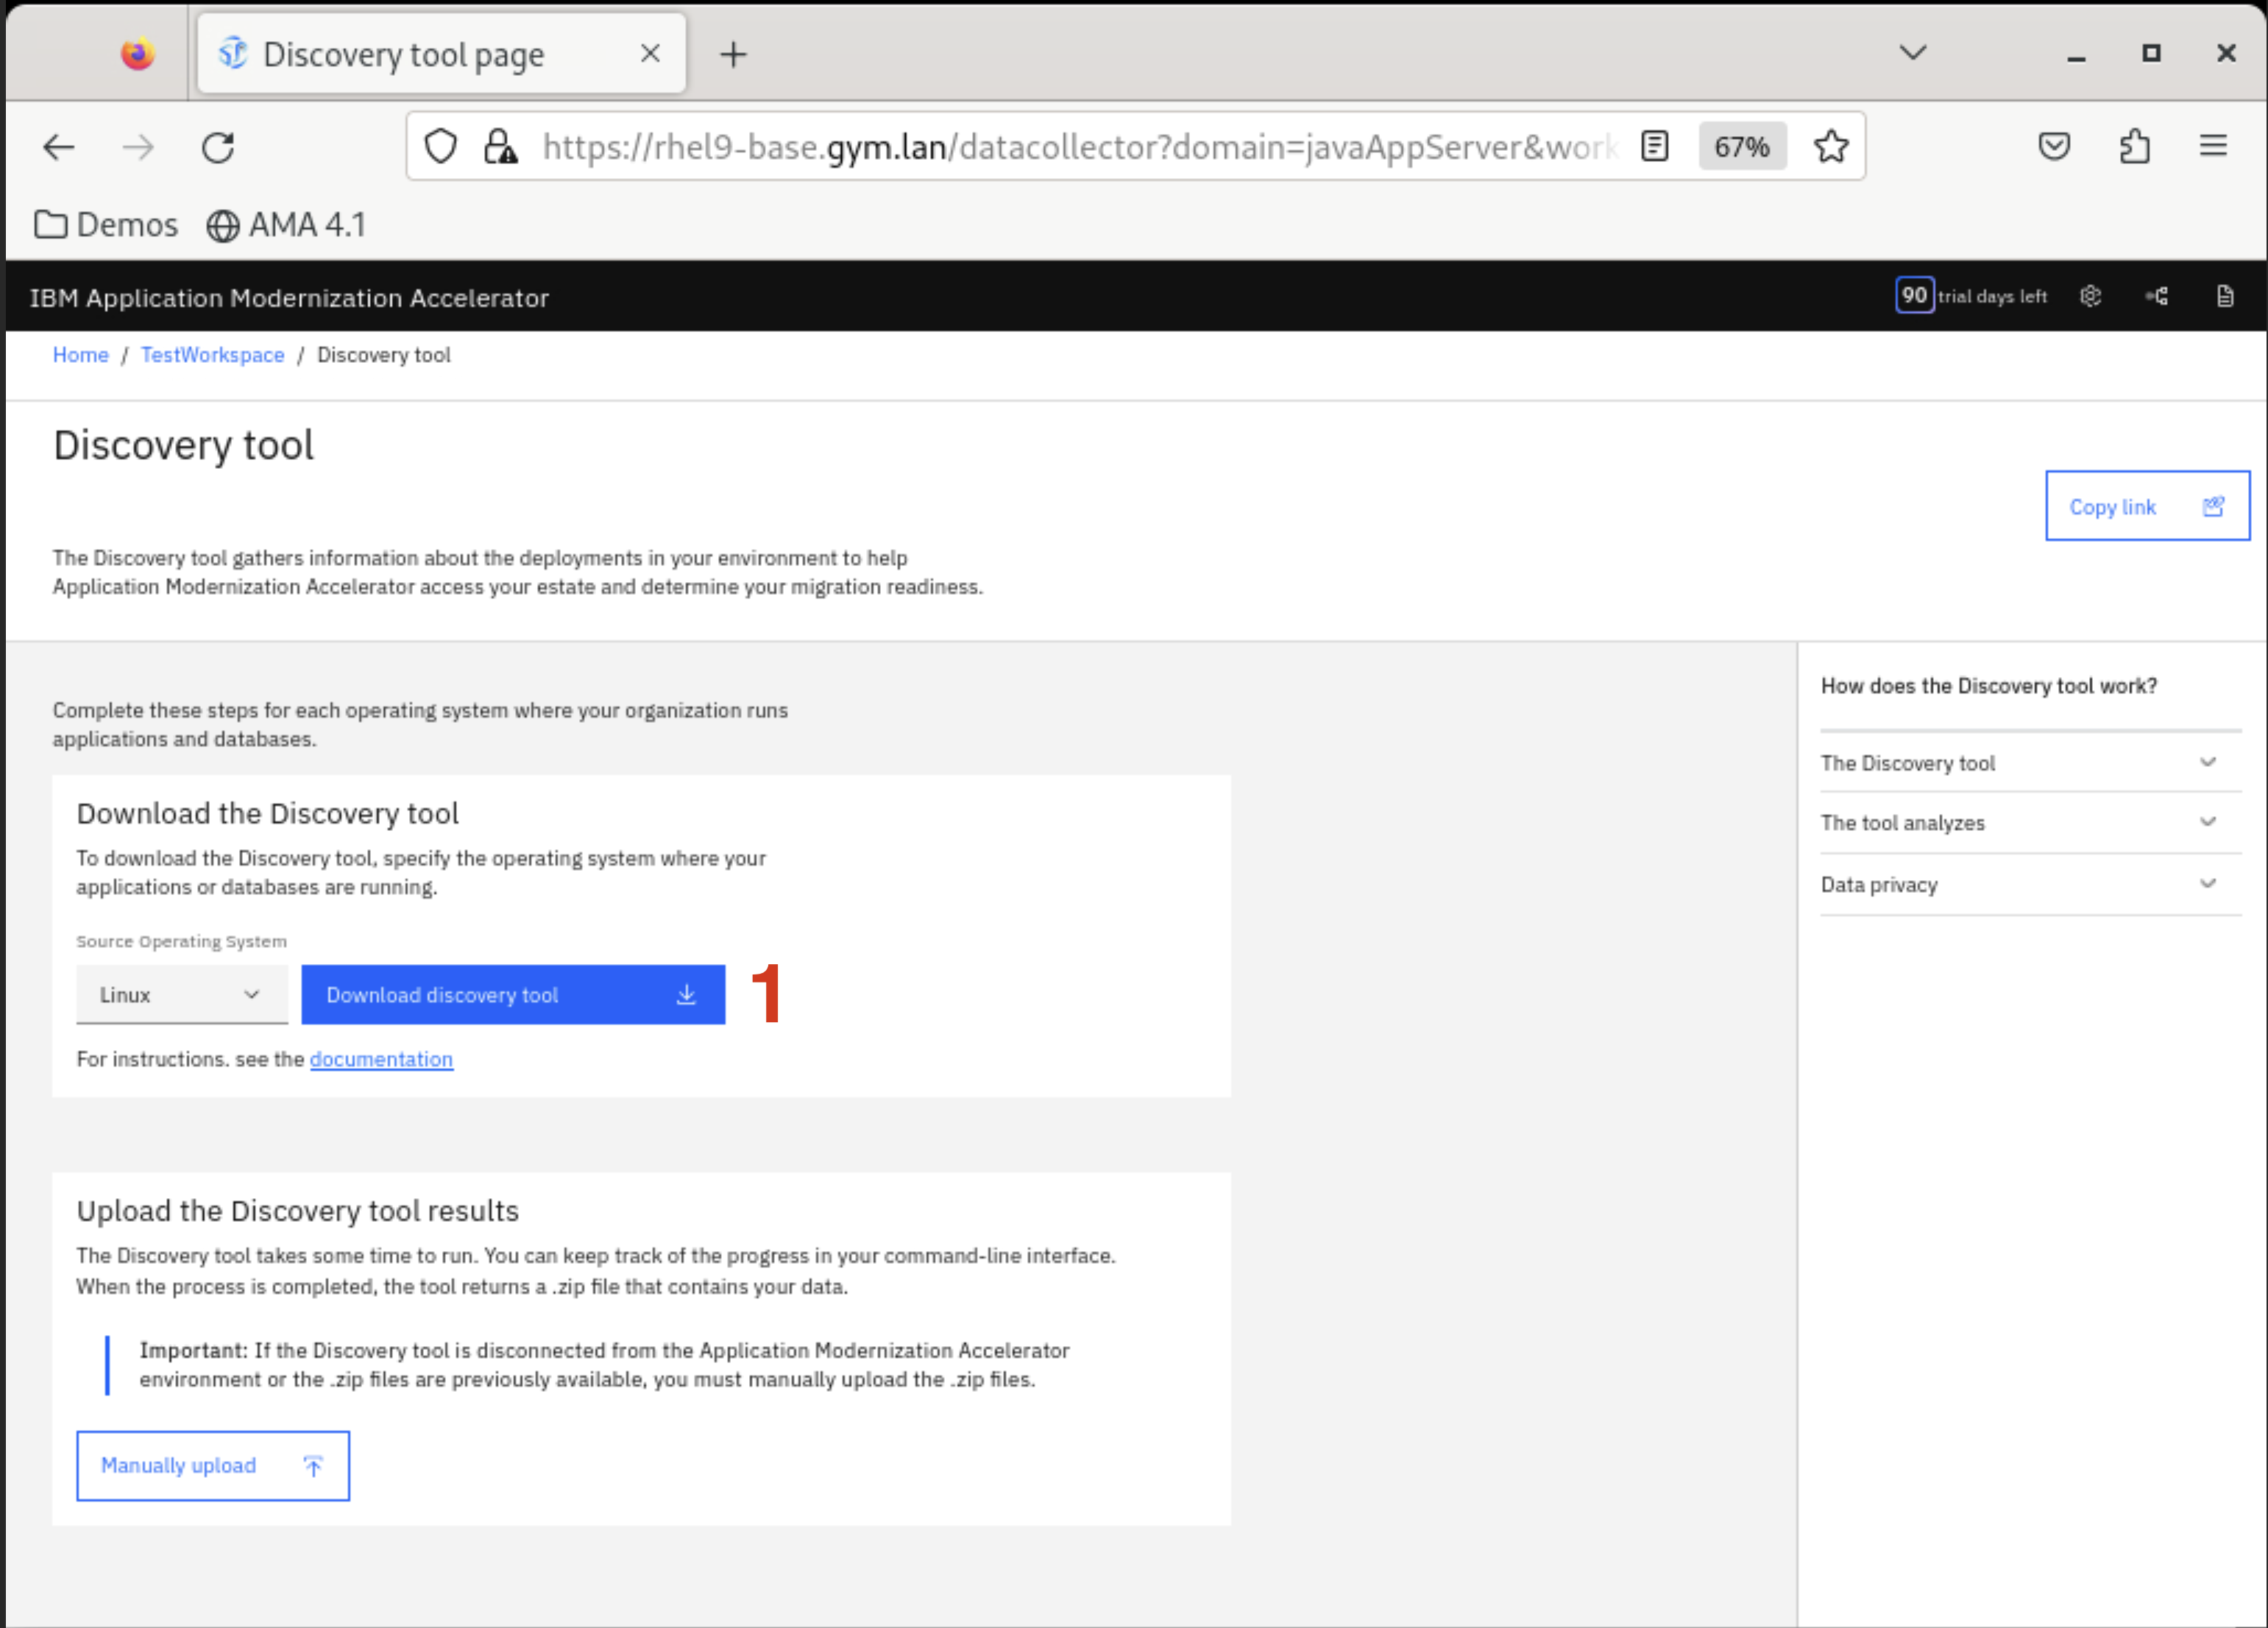 Discovery tool page
https://rhel9-base.gym.lan/datacollector?domain=javaAppServer&work
67%
Demos
AMA 4.1
IBM Application Modernization Accelerator
90 trial days left
Home / TestWorkspace / Discovery tool
Discovery tool
Copy link
The Discovery tool gathers information about the deployments in your environment to help
Application Modernization Accelerator access your estate and determine your migration readiness.
Complete these steps for each operating system where your organization runs
applications and databases.
Download the Discovery tool
To download the Discovery tool, specify the operating system where your
applications or databases are running.
Source Operating System
Linux
Download discovery tool
1
For instructions. see the documentation
Upload the Discovery tool results
The Discovery tool takes some time to run. You can keep track of the progress in your command-line interface.
When the process is completed, the tool returns a .zip file that contains your data.
Important: If the Discovery tool is disconnected from the Application Modernization Accelerator
environment or the .zip files are previously available, you must manually upload the .zip files.
Manually upload
How does the Discovery tool work?
The Discovery tool
The tool analyzes
Data privacy